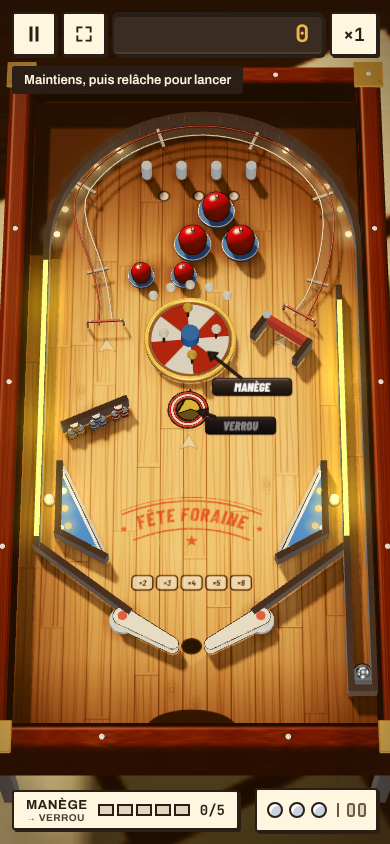 0
×1
Maintiens, puis relâche pour lancer
MANÈGE
VERROU
FÊTE FORAINE
×2 ×3 ×4 ×5 ×8
MANÈGE
→ VERROU
0/5